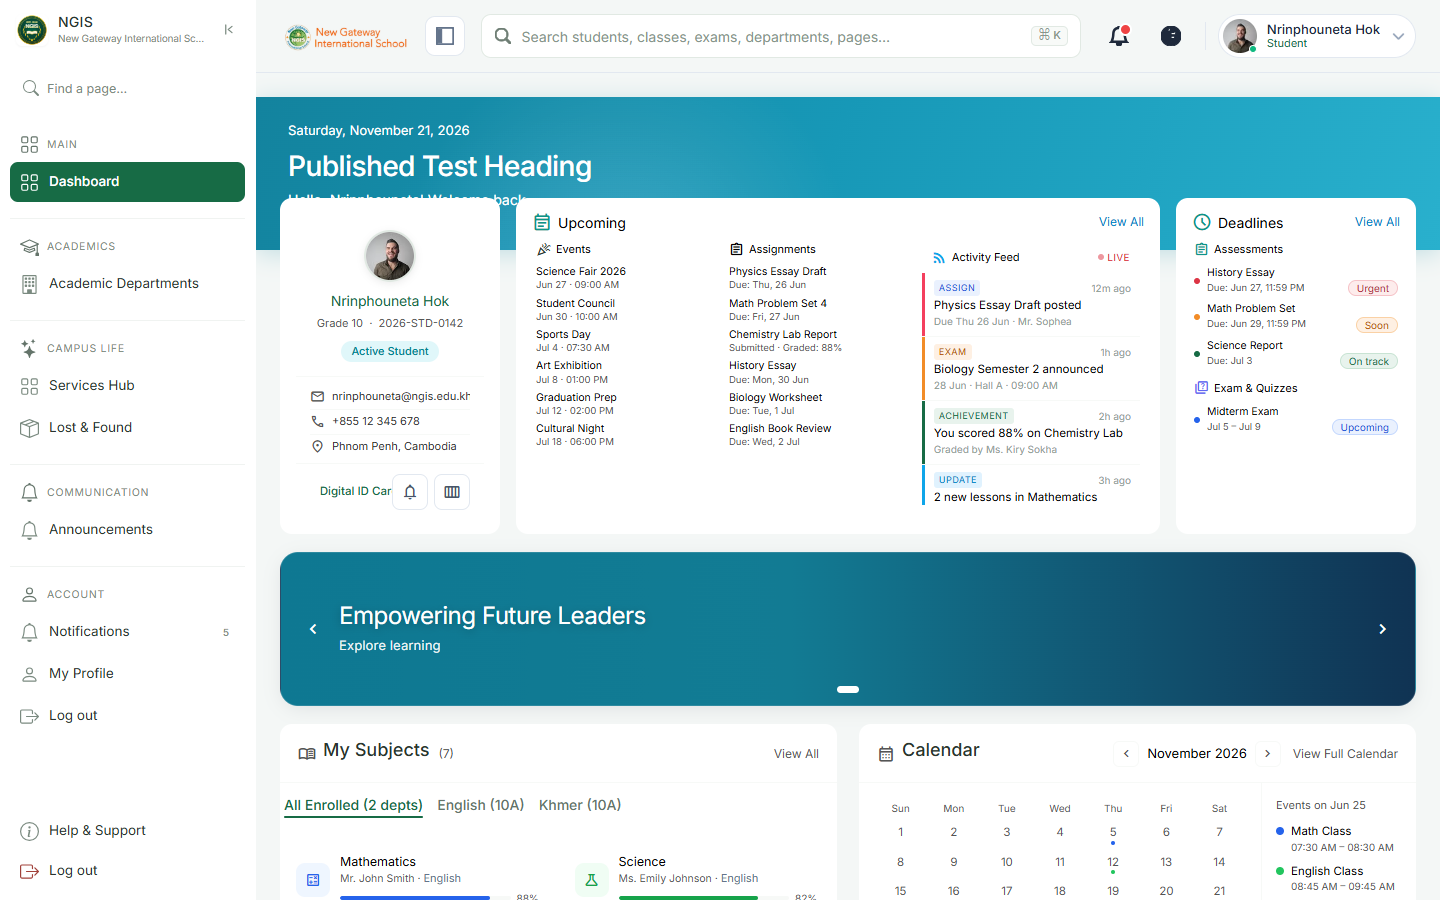 NGIS
New Gateway International Sc...
Find a page...
MAIN
Dashboard
ACADEMICS
Academic Departments
CAMPUS LIFE
Services Hub
Lost & Found
COMMUNICATION
Announcements
ACCOUNT
Notifications 5
My Profile
Log out
Help & Support
Log out
New Gateway
International School
Search students, classes, exams, departments, pages...
⌘ K
Nrinphouneta Hok
Student
Saturday, November 21, 2026
Published Test Heading
Hello, Nrinphouneta! Welcome back
Nrinphouneta Hok
Grade 10 · 2026-STD-0142
Active Student
nrinphouneta@ngis.edu.kh
+855 12 345 678
Phnom Penh, Cambodia
Digital ID Car
Upcoming
View All
Events
Science Fair 2026
Jun 27 · 09:00 AM
Student Council
Jun 30 · 10:00 AM
Sports Day
Jul 4 · 07:30 AM
Art Exhibition
Jul 8 · 01:00 PM
Graduation Prep
Jul 12 · 02:00 PM
Cultural Night
Jul 18 · 06:00 PM
Assignments
Physics Essay Draft
Due: Thu, 26 Jun
Math Problem Set 4
Due: Fri, 27 Jun
Chemistry Lab Report
Submitted · Graded: 88%
History Essay
Due: Mon, 30 Jun
Biology Worksheet
Due: Tue, 1 Jul
English Book Review
Due: Wed, 2 Jul
Activity Feed
LIVE
ASSIGN 12m ago
Physics Essay Draft posted
Due Thu 26 Jun · Mr. Sophea
EXAM 1h ago
Biology Semester 2 announced
28 Jun · Hall A · 09:00 AM
ACHIEVEMENT 2h ago
You scored 88% on Chemistry Lab
Graded by Ms. Kiry Sokha
UPDATE 3h ago
2 new lessons in Mathematics
Deadlines
View All
Assessments
History Essay
Due: Jun 27, 11:59 PM
Urgent
Math Problem Set
Due: Jun 29, 11:59 PM
Soon
Science Report
Due: Jul 3
On track
Exam & Quizzes
Midterm Exam
Jul 5 – Jul 9
Upcoming
Empowering Future Leaders
Explore learning
My Subjects (7)
View All
All Enrolled (2 depts) English (10A) Khmer (10A)
Mathematics
Mr. John Smith · English
88%
Science
Ms. Emily Johnson · English
82%
Calendar
November 2026
View Full Calendar
Sun Mon Tue Wed Thu Fri Sat
1 2 3 4 5 6 7
8 9 10 11 12 13 14
15 16 17 18 19 20 21
Events on Jun 25
Math Class
07:30 AM – 08:30 AM
English Class
08:45 AM – 09:45 AM